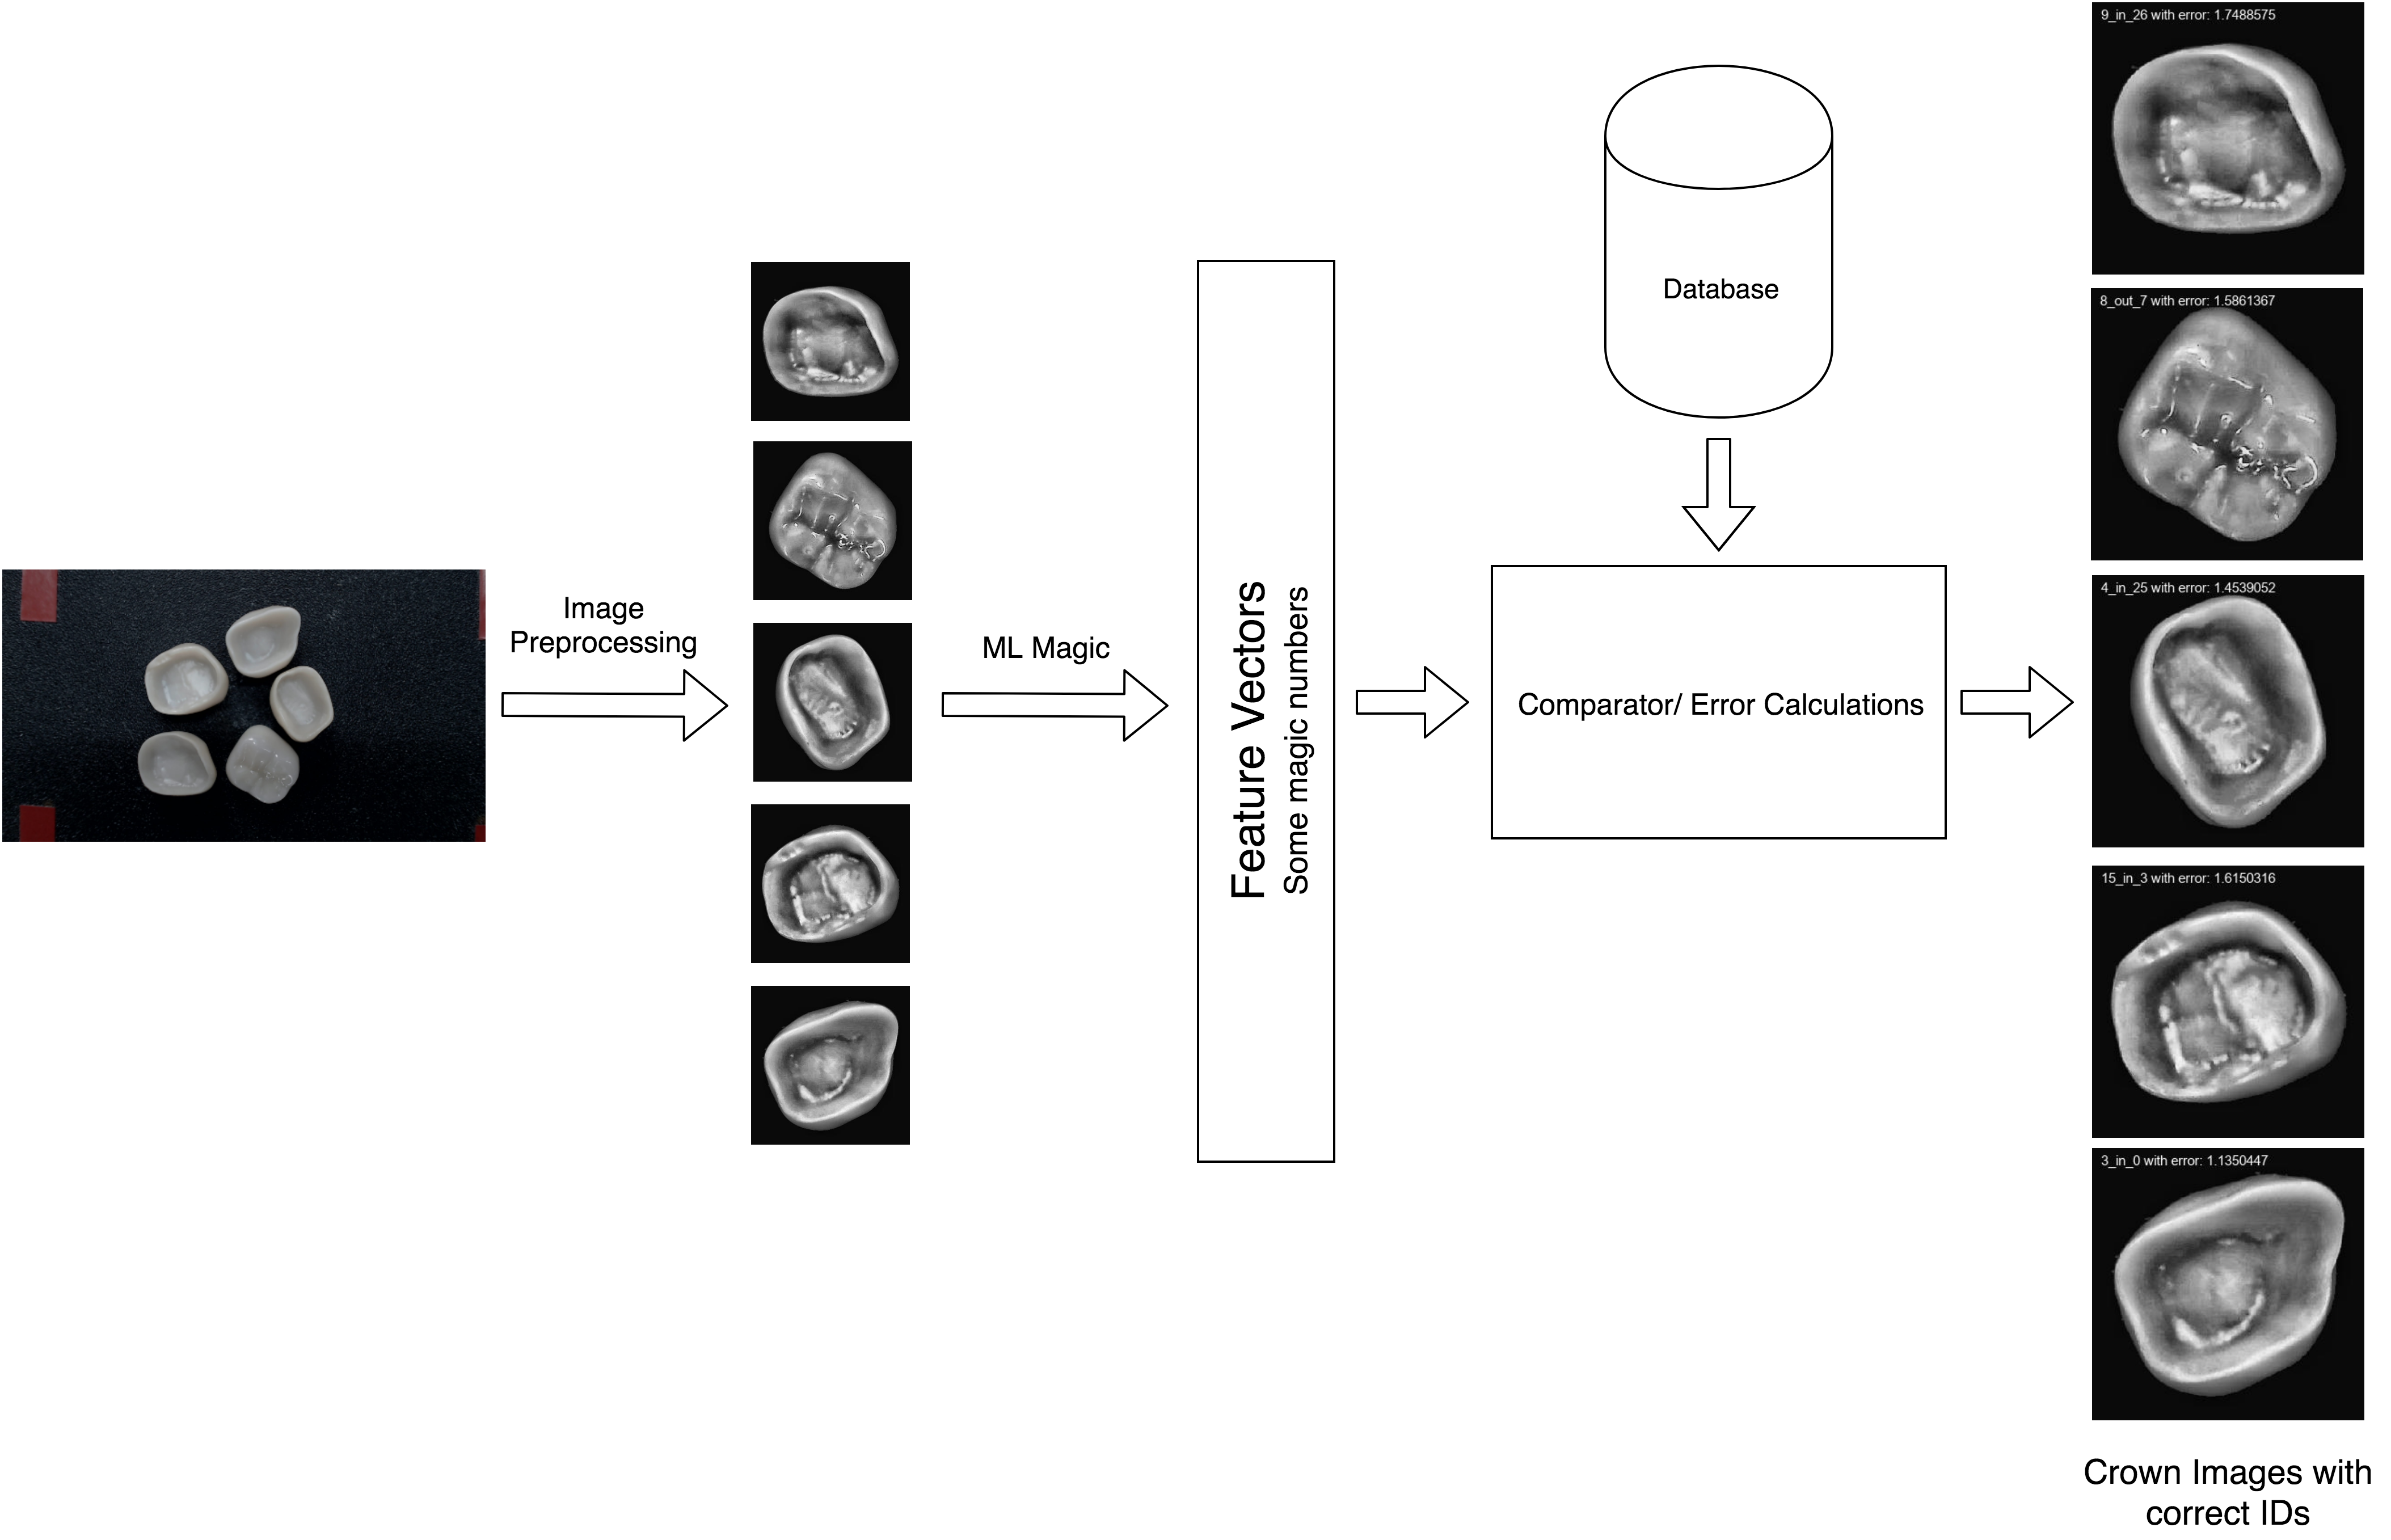 Image
Preprocessing
ML Magic
Feature Vectors
Some magic numbers
Database
Comparator/ Error Calculations
9_in_26 with error: 1.7488575
8_out_7 with error: 1.5861367
4_in_25 with error: 1.4539052
15_in_3 with error: 1.6150316
3_in_0 with error: 1.1350447
Crown Images with
correct IDs